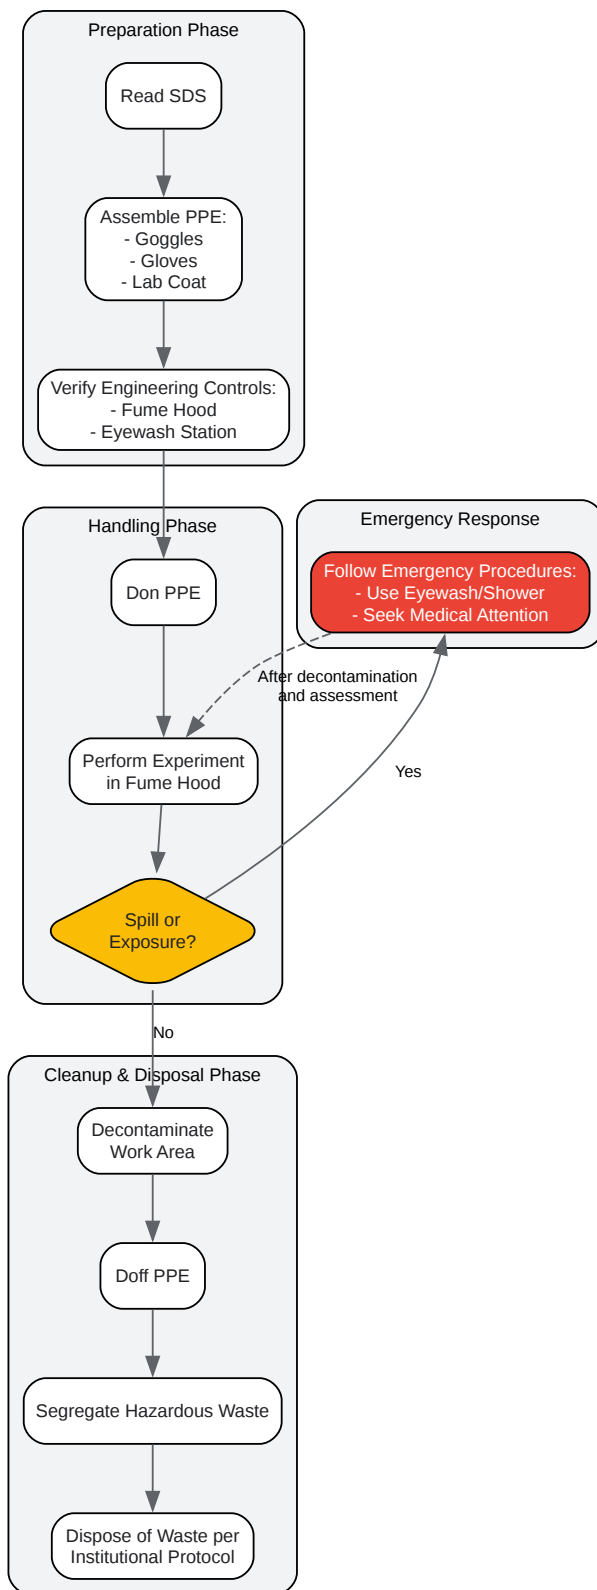 Preparation Phase
Read SDS
Assemble PPE:
- Goggles
- Gloves
- Lab Coat
Verify Engineering Controls:
- Fume Hood
- Eyewash Station
Handling Phase
Don PPE
Emergency Response
Follow Emergency Procedures:
- Use Eyewash/Shower
- Seek Medical Attention
After decontamination
and assessment
Perform Experiment
in Fume Hood
Yes
Spill or
Exposure?
No
Cleanup & Disposal Phase
Decontaminate
Work Area
Doff PPE
Segregate Hazardous Waste
Dispose of Waste per
Institutional Protocol